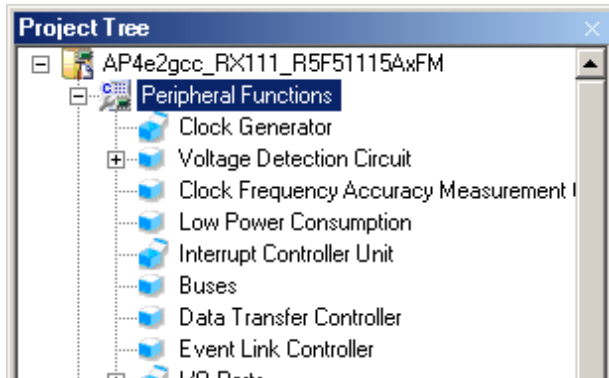 Project Tree
AP4e2gcc_RX111_R5F51115AxFM
Peripheral Functions
Clock Generator
Voltage Detection Circuit
Clock Frequency Accuracy Measurement
Low Power Consumption
Interrupt Controller Unit
Buses
Data Transfer Controller
Event Link Controller
I/O Ports